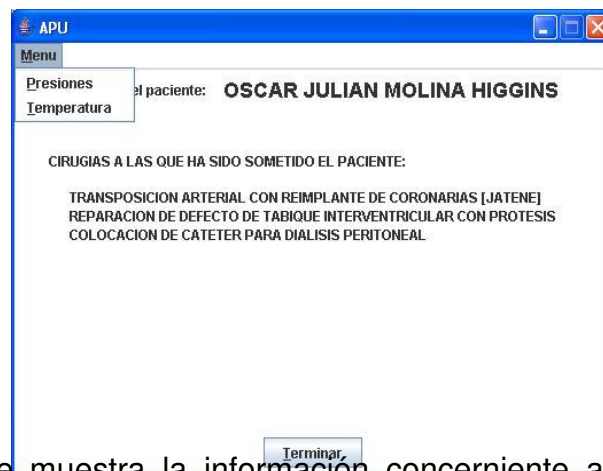 APU
Menu
Presiones
Temperatura
el paciente: OSCAR JULIAN MOLINA HIGGINS
CIRUGIAS A LAS QUE HA SIDO SOMETIDO EL PACIENTE:
TRANSPOSICION ARTERIAL CON REIMPLANTE DE CORONARIAS [JATENE]
REPARACION DE DEFECTO DE TABIQUE INTERVENTRICULAR CON PROTESIS
COLOCACION DE CATETER PARA DIALISIS PERITONEAL
Terminar
e muestra la información concerniente a